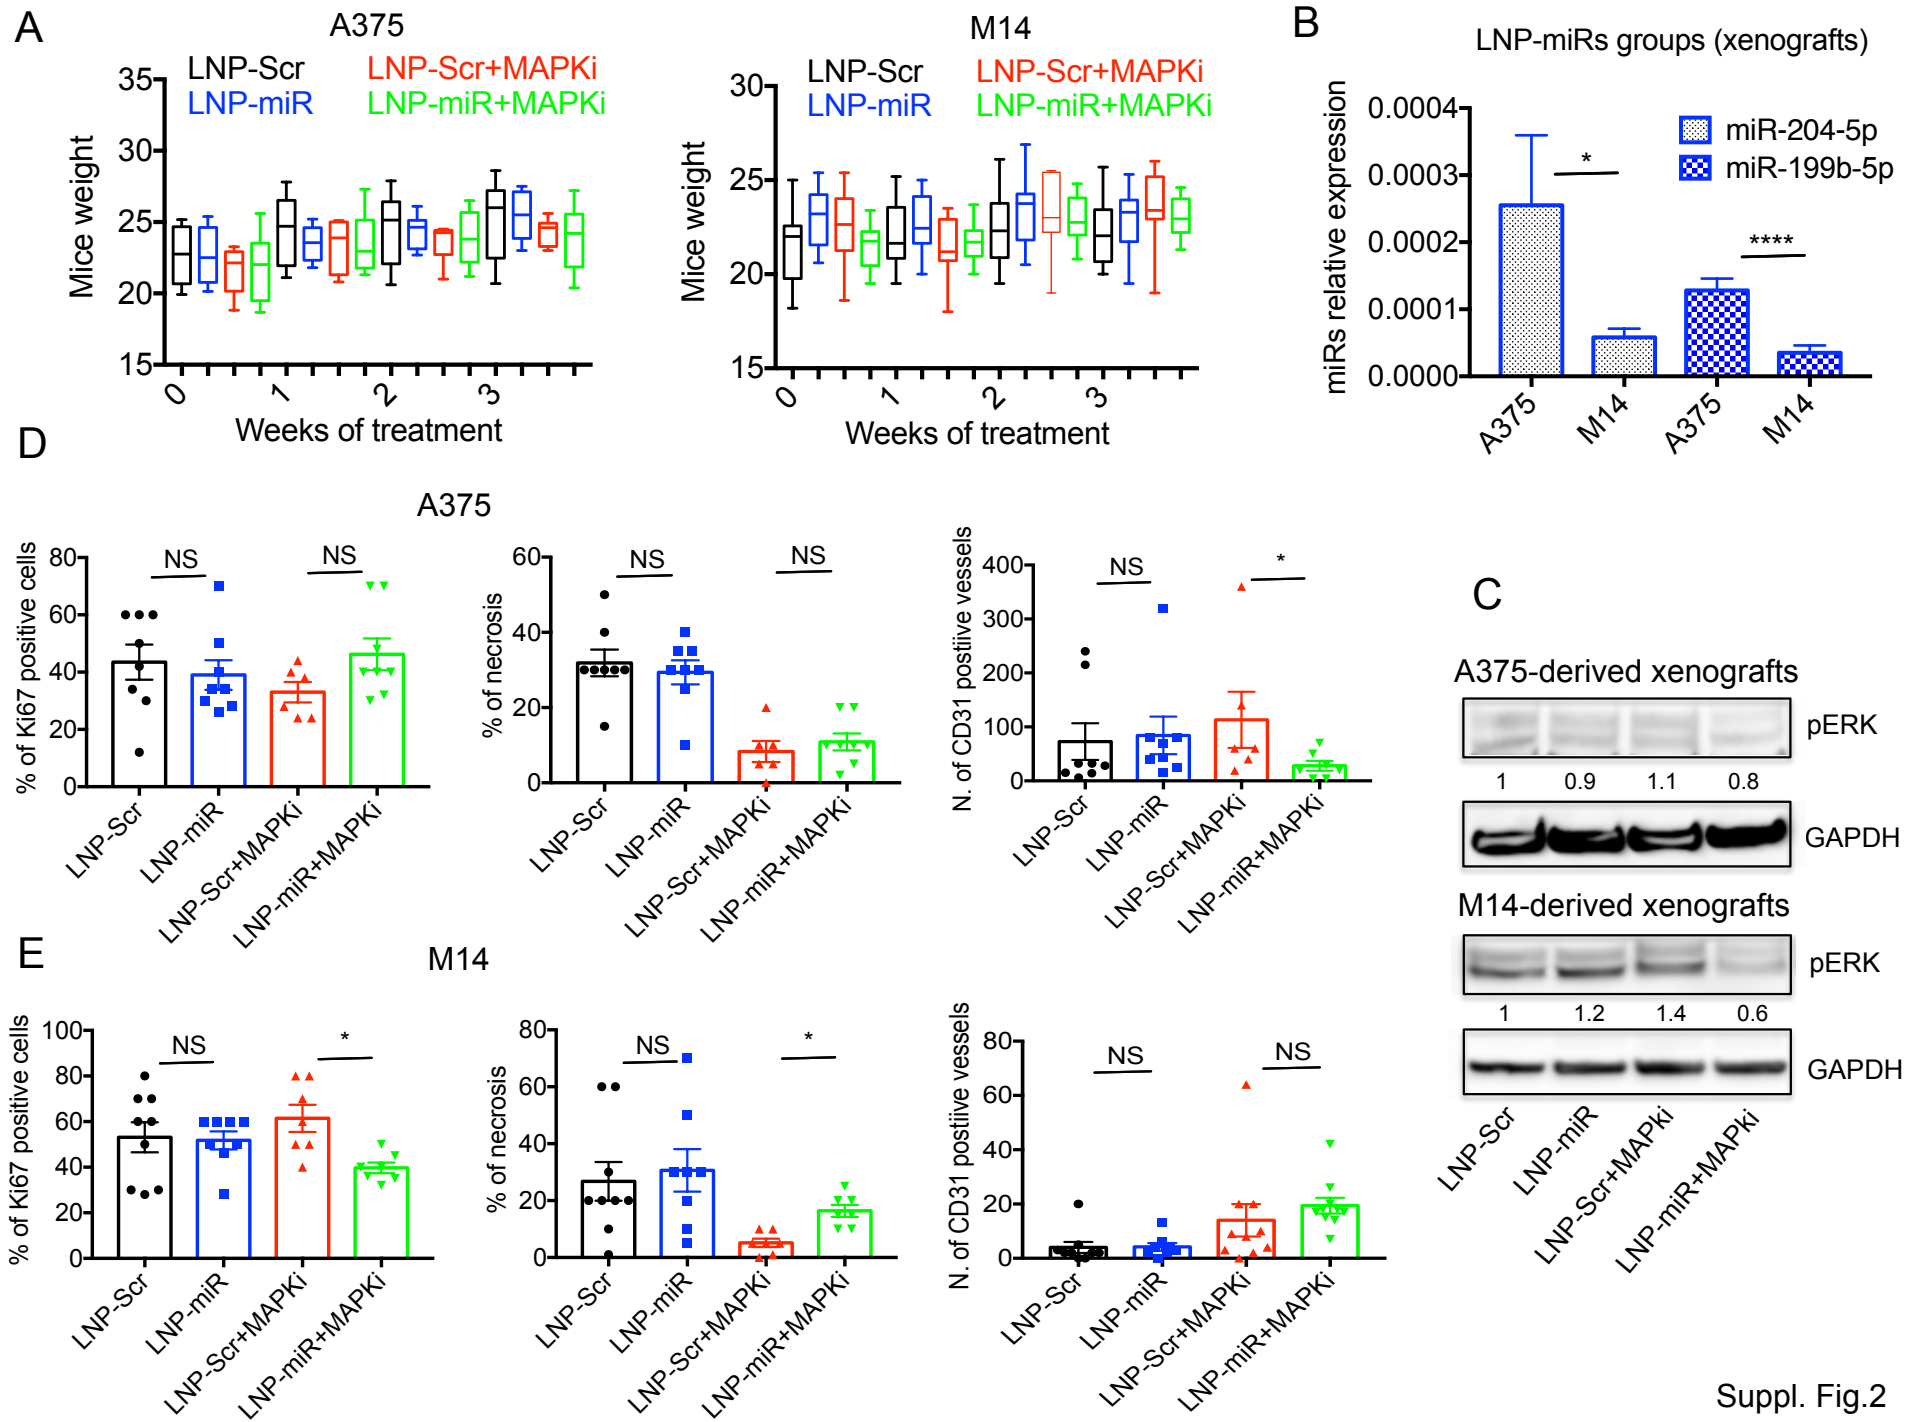 A
A375
LNP-Scr LNP-Scr+MAPKi
LNP-miR LNP-miR+MAPKi
Mice weight
35
30
25
20
15
0 1 2 3
Weeks of treatment
M14
LNP-Scr LNP-Scr+MAPKi
LNP-miR LNP-miR+MAPKi
Mice weight
30
25
20
15
0 1 2 3
Weeks of treatment
B
LNP-miRs groups (xenografts)
miRs relative expression
0.0004
0.0003
0.0002
0.0001
0.0000
miR-204-5p
miR-199b-5p
*
****
A375 M14 A375 M14
D
A375
% of Ki67 positive cells
80
60
40
20
0
NS NS
LNP-Scr LNP-miR LNP-Scr+MAPKi LNP-miR+MAPKi
% of necrosis
60
40
20
0
NS NS
LNP-Scr LNP-miR LNP-Scr+MAPKi LNP-miR+MAPKi
N. of CD31 postiive vessels
400
300
200
100
0
NS *
LNP-Scr LNP-miR LNP-Scr+MAPKi LNP-miR+MAPKi
C
A375-derived xenografts
pERK
1 0.9 1.1 0.8
GAPDH
M14-derived xenografts
pERK
1 1.2 1.4 0.6
GAPDH
LNP-Scr LNP-miR LNP-Scr+MAPKi LNP-miR+MAPKi
E
M14
% of Ki67 positive cells
100
80
60
40
20
0
NS *
LNP-Scr LNP-miR LNP-Scr+MAPKi LNP-miR+MAPKi
% of necrosis
80
60
40
20
0
NS *
LNP-Scr LNP-miR LNP-Scr+MAPKi LNP-miR+MAPKi
N. of CD31 postiive vessels
80
60
40
20
0
NS NS
LNP-Scr LNP-miR LNP-Scr+MAPKi LNP-miR+MAPKi
Suppl. Fig.2